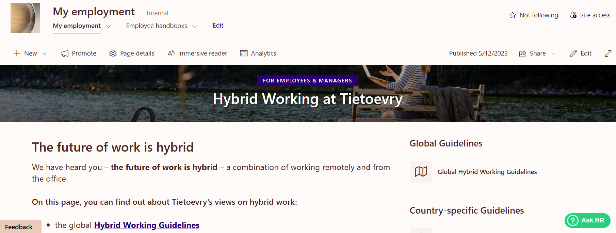 My employment
Internal
Not following
Site access
My employment
Employee handbooks
Edit
New
Promote
Page details
Immersive reader
Analytics
Published 5/12/2023
Share
Edit
FOR EMPLOYEES & MANAGERS
Hybrid Working at Tietoevry
The future of work is hybrid
We have heard you – the future of work is hybrid – a combination of working remotely and from
the office.
On this page, you can find out about Tietoevry's views on hybrid work:
• the global Hybrid Working Guidelines
Global Guidelines
Global Hybrid Working Guidelines
Country-specific Guidelines
Feedback
Ask HR